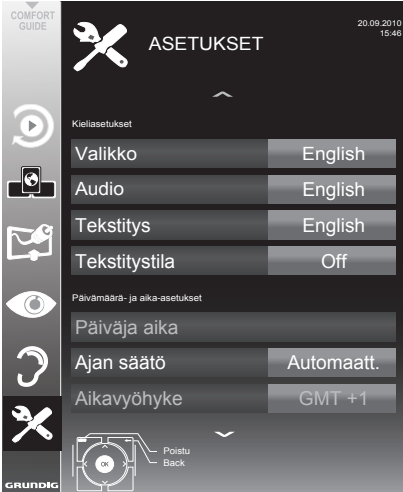 COMFORT
GUIDE
ASETUKSET
20.09.2010
15:46
Kieliasetukset
Valikko English
Audio English
Tekstitys English
Tekstitystila Off
Päivämäärä- ja aika-asetukset
Päiväja aika
Ajan säätö Automaatt.
Aikavyöhyke GMT +1
OK
Poistu
Back
GRUNDIG